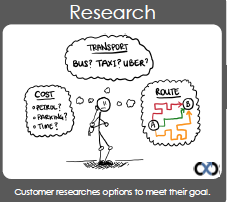 Research
TRANSPORT
BUS? TAXI? UBER?
COST
PETROL?
PARKING?
TIME?
ROUTE
A
B
Customer researches options to meet their goal.